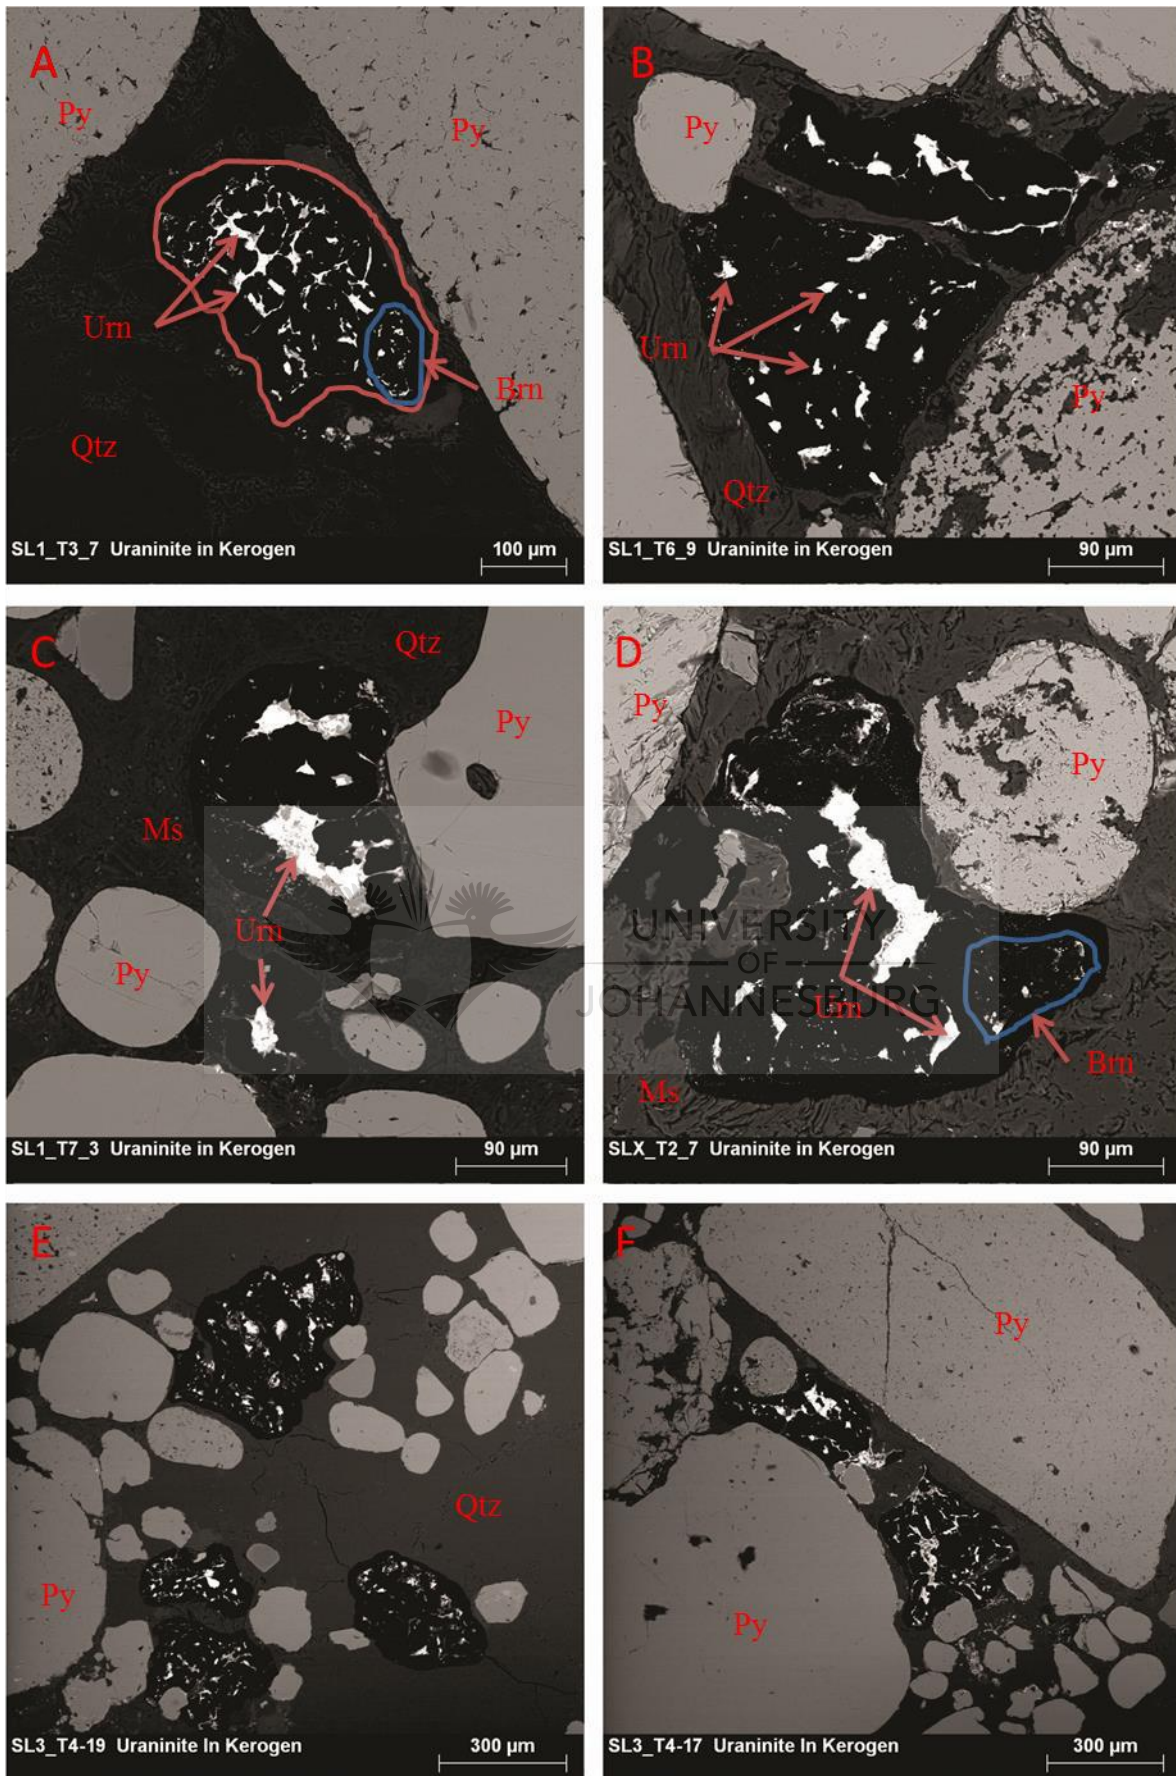 A
Py
Py
Urn
Brn
Qtz
SL1_T3_7 Uraninite in Kerogen
100 µm
B
Py
Urn
Py
Qtz
SL1_T6_9 Uraninite in Kerogen
90 µm
C
Qtz
Py
Ms
Urn
Py
SL1_T7_3 Uraninite in Kerogen
90 µm
D
Py
Py
Urn
Brn
Ms
SLX_T2_7 Uraninite in Kerogen
90 µm
UNIVERSITY
OF
JOHANNESBURG
E
Qtz
Py
SL3_T4-19 Uraninite In Kerogen
300 µm
F
Py
Py
SL3_T4-17 Uraninite In Kerogen
300 µm